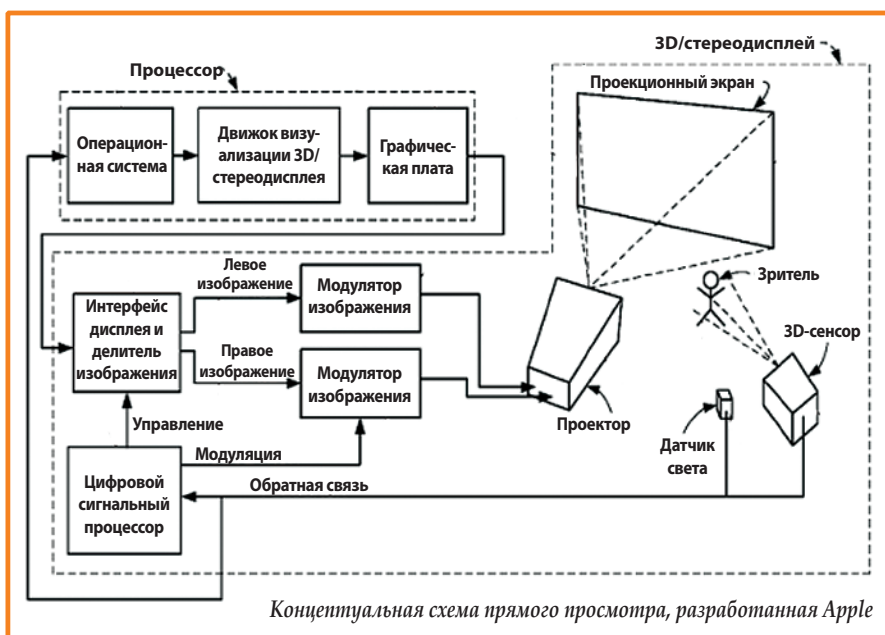 3D/стереодисплей
Процессор
Проекционный экран
Операцион-
ная система
Движок визу-
ализации 3D/
стереодисплея
Графичес-
кая плата
Левое
изображение
Модулятор
изображения
Зритель
Интерфейс
дисплея и
делитель
изображения
3D-сенсор
Правое
изображение
Модулятор
изображения
Управление
Проектор
Датчик
света
Модуляция
Цифровой
сигнальный
процессор
Обратная связь
Концептуальная схема прямого просмотра, разработанная Apple